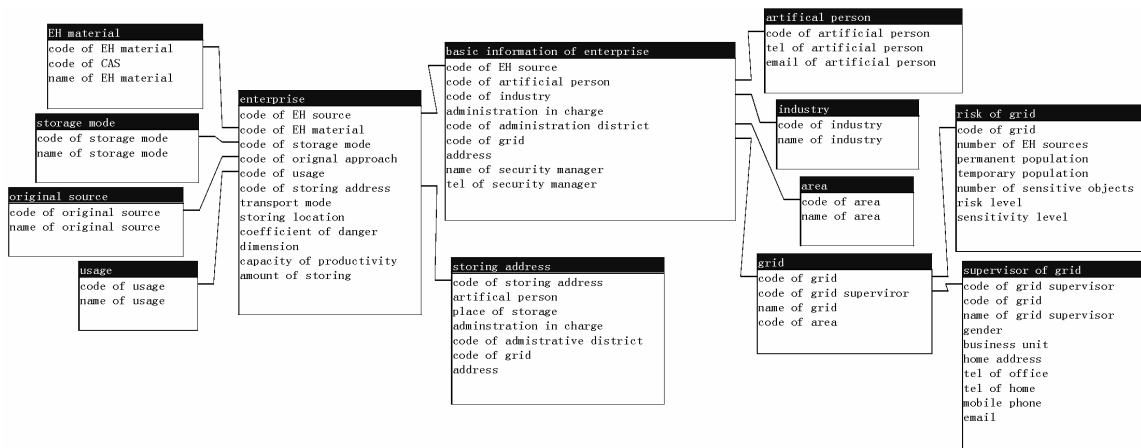 EH material
code of EH material
code of CAS
name of EH material
storage mode
code of storage mode
name of storage mode
original source
code of original source
name of original source
usage
code of usage
name of usage
enterprise
code of EH source
code of EH material
code of storage mode
code of orignal approach
code of usage
code of storing address
transport mode
storing location
coefficient of danger
dimension
capacity of productivity
amount of storing
basic information of enterprise
code of EH source
code of artificial person
code of industry
administration in charge
code of administration district
code of grid
address
name of security manager
tel of security manager
storing address
code of storing address
artifical person
place of storage
adminstration in charge
code of admistrative district
code of grid
address
artifical person
code of artificial person
tel of artificial person
email of artificial person
industry
code of industry
name of industry
area
code of area
name of area
grid
code of grid
code of grid superviror
name of grid
code of area
risk of grid
code of grid
number of EH sources
permanent population
temporary population
number of sensitive objects
risk level
sensitivity level
supervisor of grid
code of grid supervisor
code of grid
name of grid supervisor
gender
business unit
home address
tel of office
tel of home
mobile phone
email